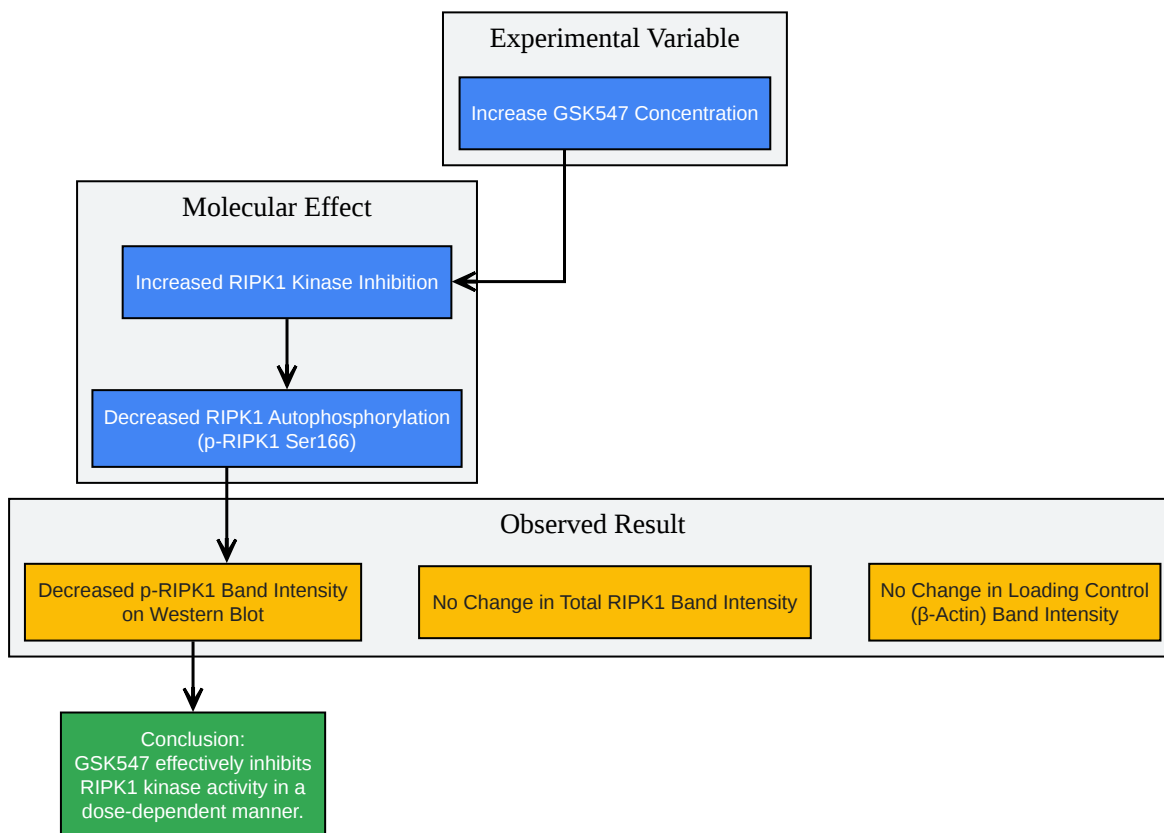 Experimental Variable
Increase GSK547 Concentration
Molecular Effect
Increased RIPK1 Kinase Inhibition
Decreased RIPK1 Autophosphorylation
(p-RIPK1 Ser166)
Observed Result
Decreased p-RIPK1 Band Intensity
on Western Blot
No Change in Total RIPK1 Band Intensity
No Change in Loading Control
(β-Actin) Band Intensity
Conclusion:
GSK547 effectively inhibits
RIPK1 kinase activity in a
dose-dependent manner.